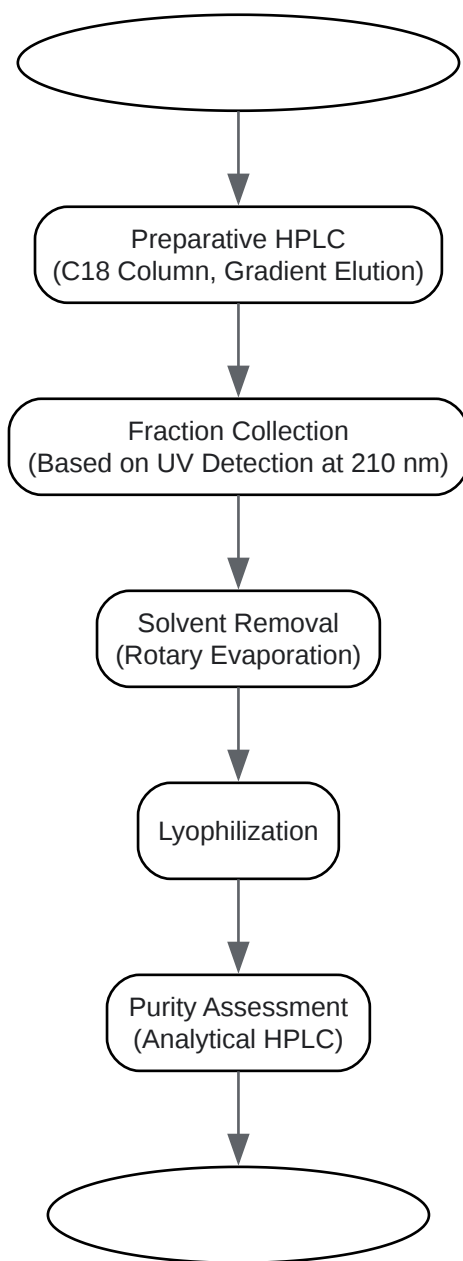 Preparative HPLC
(C18 Column, Gradient Elution)
Fraction Collection
(Based on UV Detection at 210 nm)
Solvent Removal
(Rotary Evaporation)
Lyophilization
Purity Assessment
(Analytical HPLC)